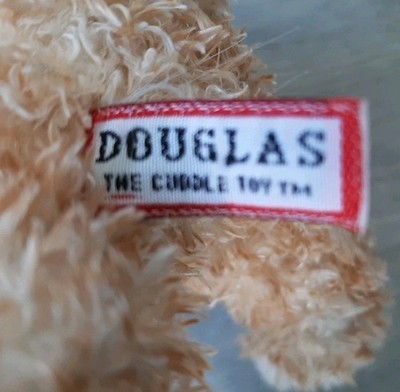 DOUGLAS
THE CUDDLE TOY TM